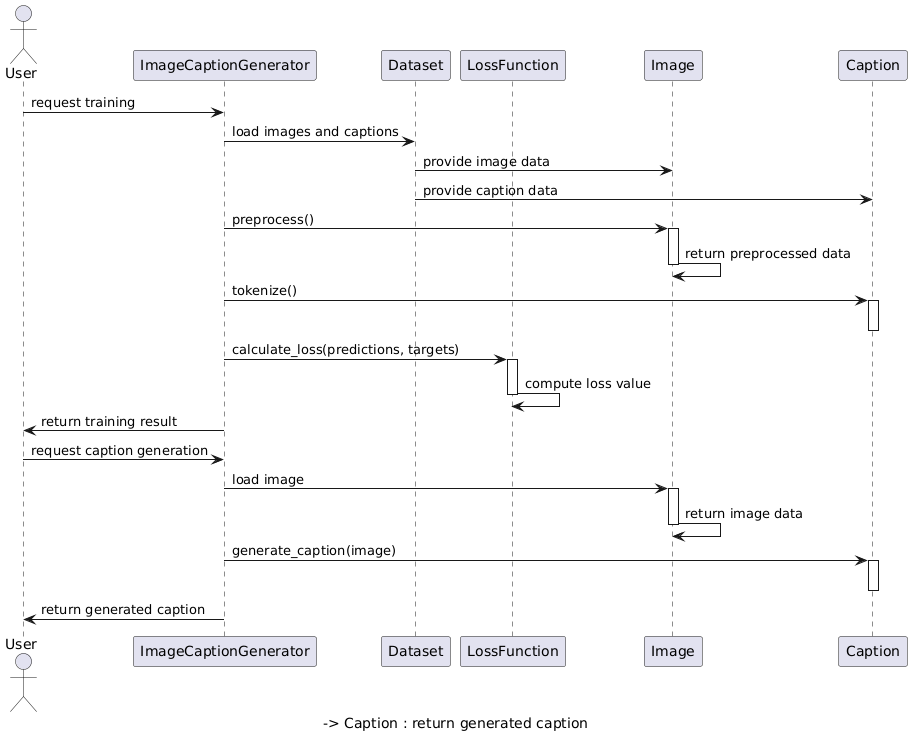 User
ImageCaptionGenerator
Dataset
LossFunction
Image
Caption
request training
load images and captions
provide image data
provide caption data
preprocess()
return preprocessed data
tokenize()
calculate_loss(predictions, targets)
compute loss value
return training result
request caption generation
load image
return image data
generate_caption(image)
return generated caption
User
ImageCaptionGenerator
Dataset
LossFunction
Image
Caption
-> Caption : return generated caption